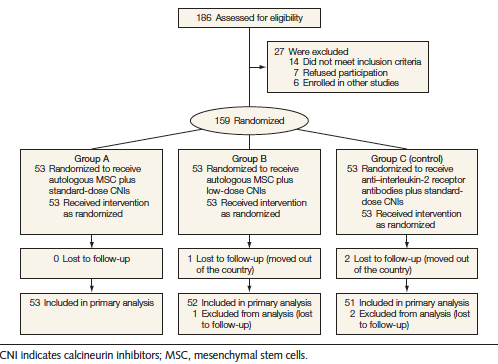 186 Assessed for eligibility
27 Were excluded
14 Did not meet inclusion criteria
7 Refused participation
6 Enrolled in other studies
159 Randomized
Group A
53 Randomized to receive
autologous MSC plus
standard-dose CNIs
53 Received intervention
as randomized
Group B
53 Randomized to receive
autologous MSC plus
low-dose CNIs
53 Received intervention
as randomized
Group C (control)
53 Randomized to receive
anti–interleukin-2 receptor
antibodies plus standard-
dose CNIs
53 Received intervention
as randomized
0 Lost to follow-up
1 Lost to follow-up (moved out
of the country)
2 Lost to follow-up (moved out
of the country)
53 Included in primary analysis
52 Included in primary analysis
1 Excluded from analysis (lost
to follow-up)
51 Included in primary analysis
2 Excluded from analysis (lost
to follow-up)
CNI indicates calcineurin inhibitors; MSC, mesenchymal stem cells.